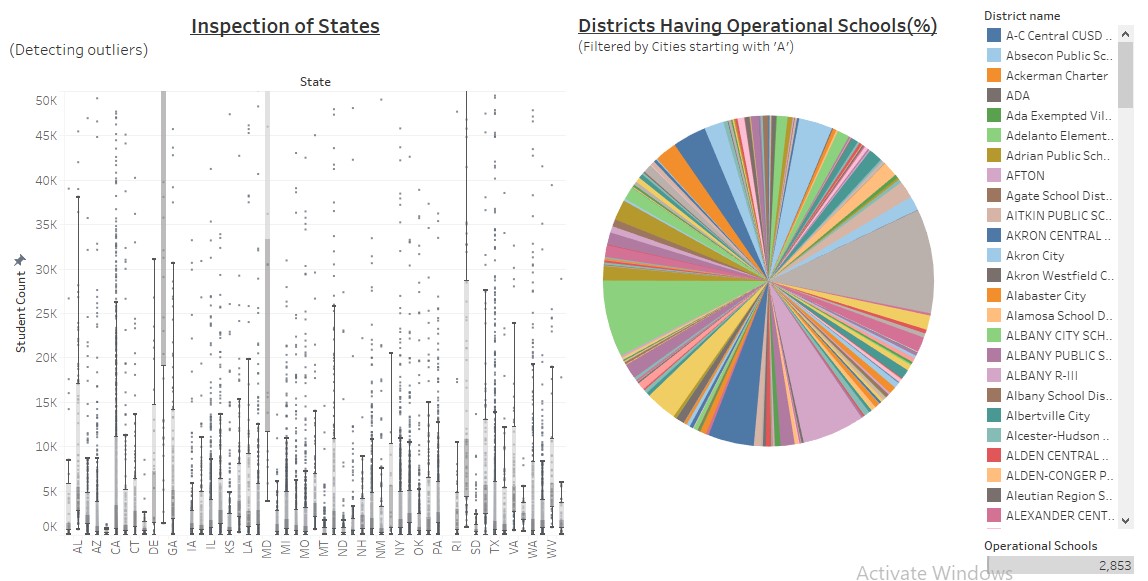 Inspection of States
(Detecting outliers)
State
Student Count
50K
45K
40K
35K
30K
25K
20K
15K
10K
5K
0K
AL
AZ
CA
CT
DE
GA
IA
IL
KS
LA
MD
MI
MO
MT
ND
NH
NM
NY
OK
PA
RI
SD
TX
VA
WA
WV
Districts Having Operational Schools(%)
(Filtered by Cities starting with 'A')
District name
A-C Central CUSD ..
Absecon Public Sc..
Ackerman Charter
ADA
Ada Exempted Vil..
Adelanto Element..
Adrian Public Sch..
AFTON
Agate School Dist..
AITKIN PUBLIC SC..
AKRON CENTRAL ..
Akron City
Akron Westfield C..
Alabaster City
Alamosa School D..
ALBANY CITY SCH..
ALBANY PUBLIC S..
ALBANY R-III
Albany School Dis..
Albertville City
Alcester-Hudson ..
ALDEN CENTRAL ..
ALDEN-CONGER P..
Aleutian Region S..
ALEXANDER CENT..
Operational Schools
2,853
Activate Windows